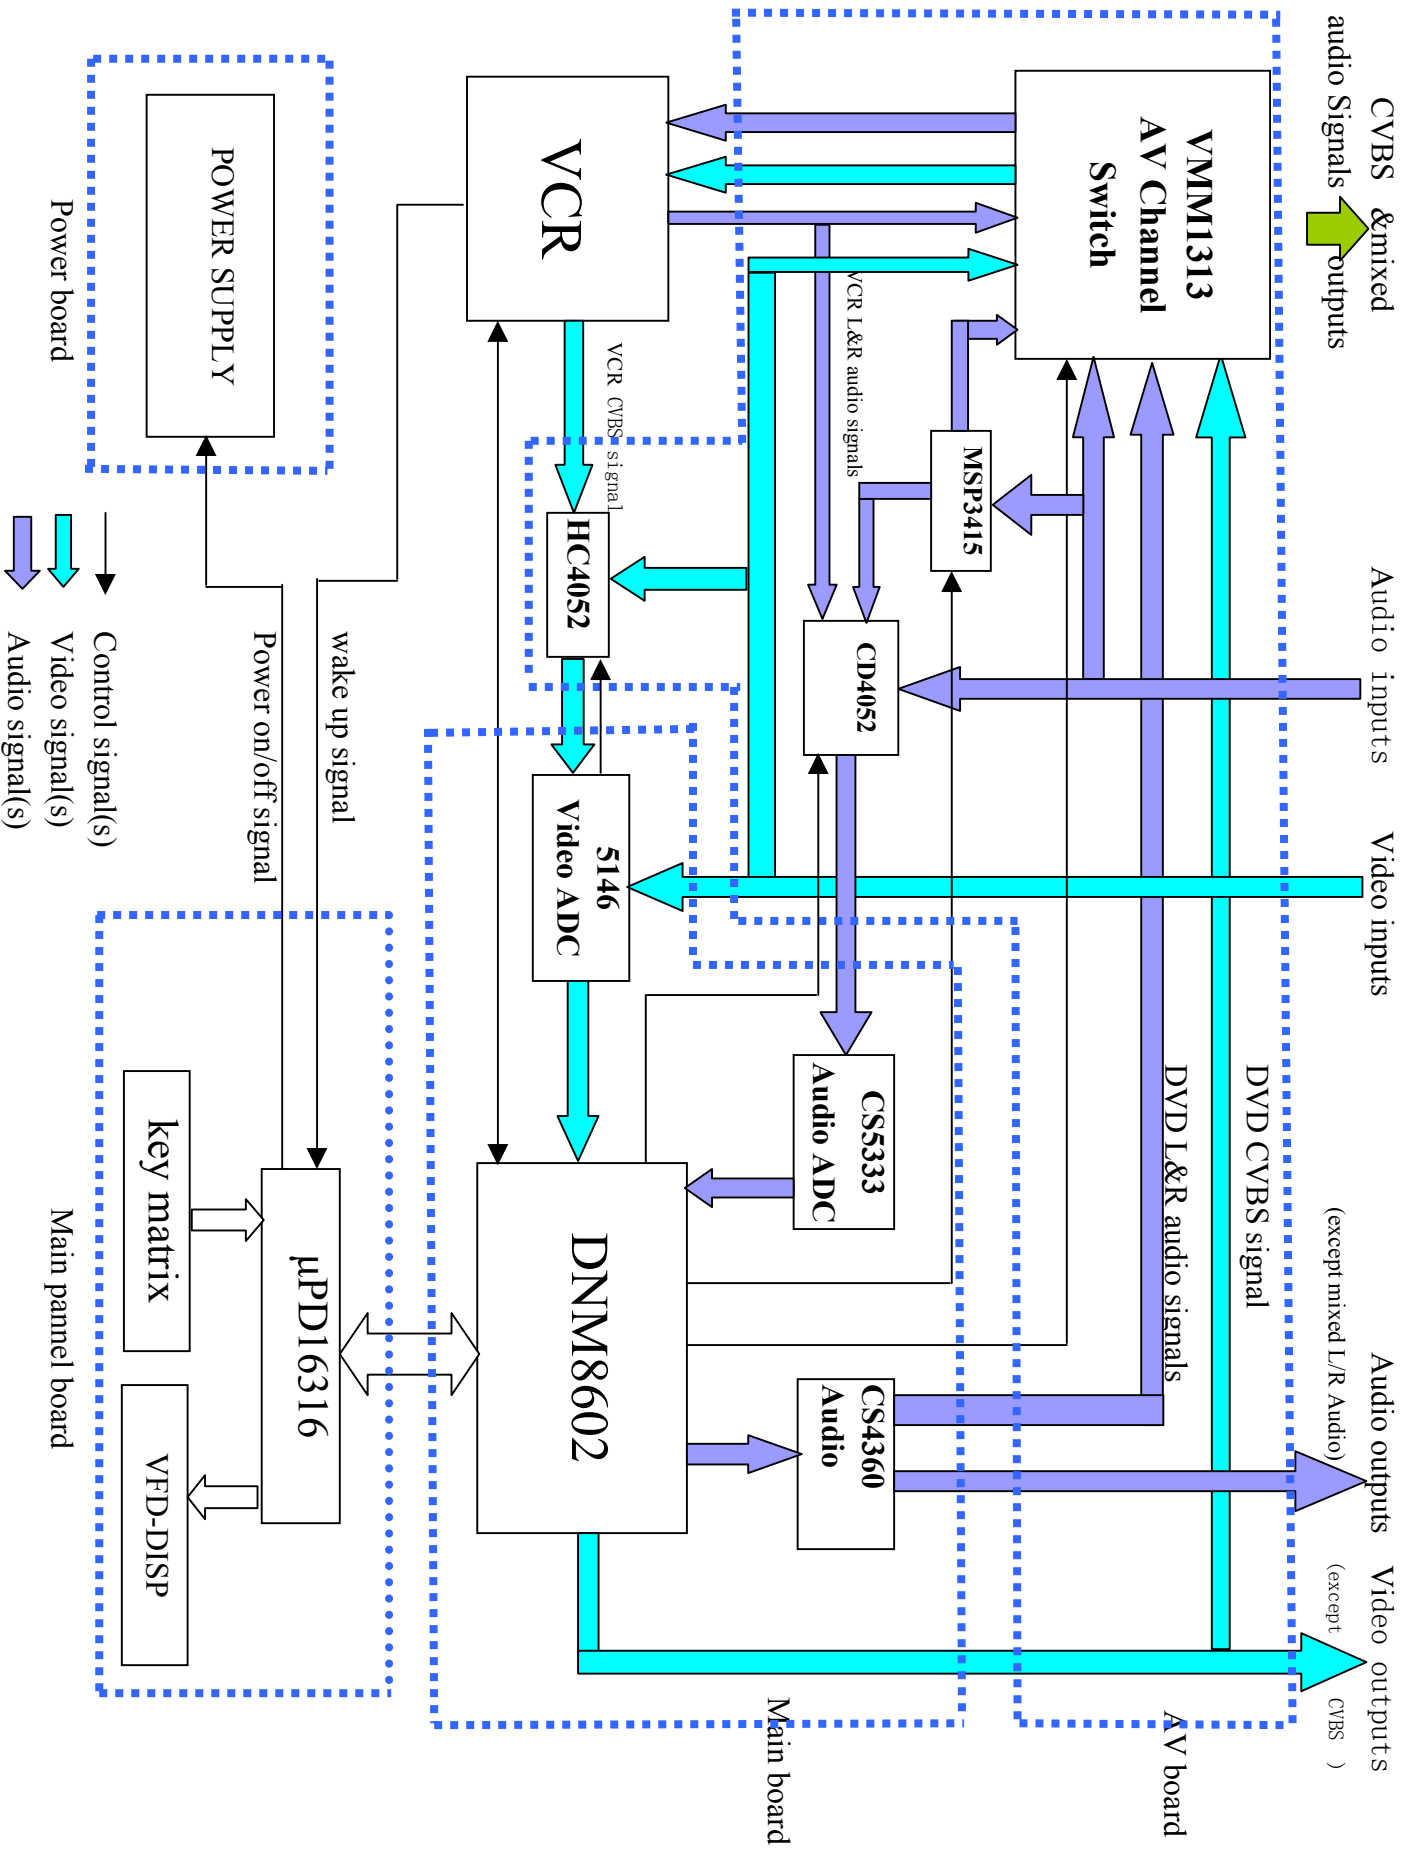 CVBS &mixed
audio Signals outputs
Audio inputs
Video inputs
Audio outputs
(except mixed L/R Audio)
Video outputs
(except CVBS )
VMM1313
AV Channel
Switch
DVD CVBS signal
DVD L&R audio signals
AV board
MSP3415
VCR L&R audio signals
CD4052
CS5333
Audio ADC
CS4360
Audio
Main board
VCR
VCR CVBS signal
HC4052
5146
Video ADC
DNM8602
POWER SUPPLY
Power board
wake up signal
Power on/off signal
μPD16316
key matrix
VFD-DISP
Main pannel board
Control signal(s)
Video signal(s)
Audio signal(s)